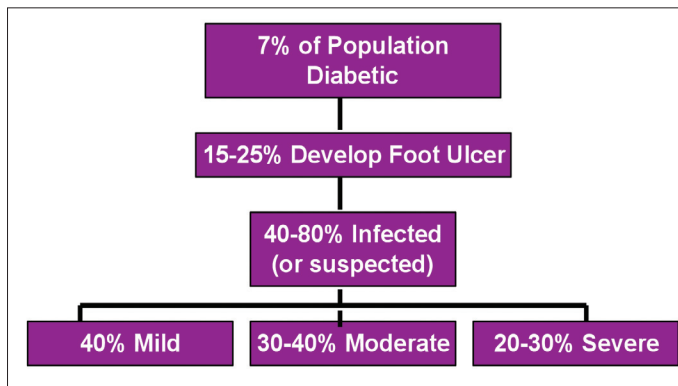 7% of Population
Diabetic
15-25% Develop Foot Ulcer
40-80% Infected
(or suspected)
40% Mild
30-40% Moderate
20-30% Severe